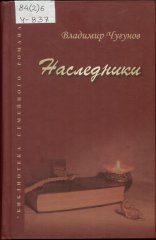 84(2)6
Ч-837
Владимир Чугунов
Наследники
БИБЛИОТЕКА СЕМЕЙНОГО РОМАНА